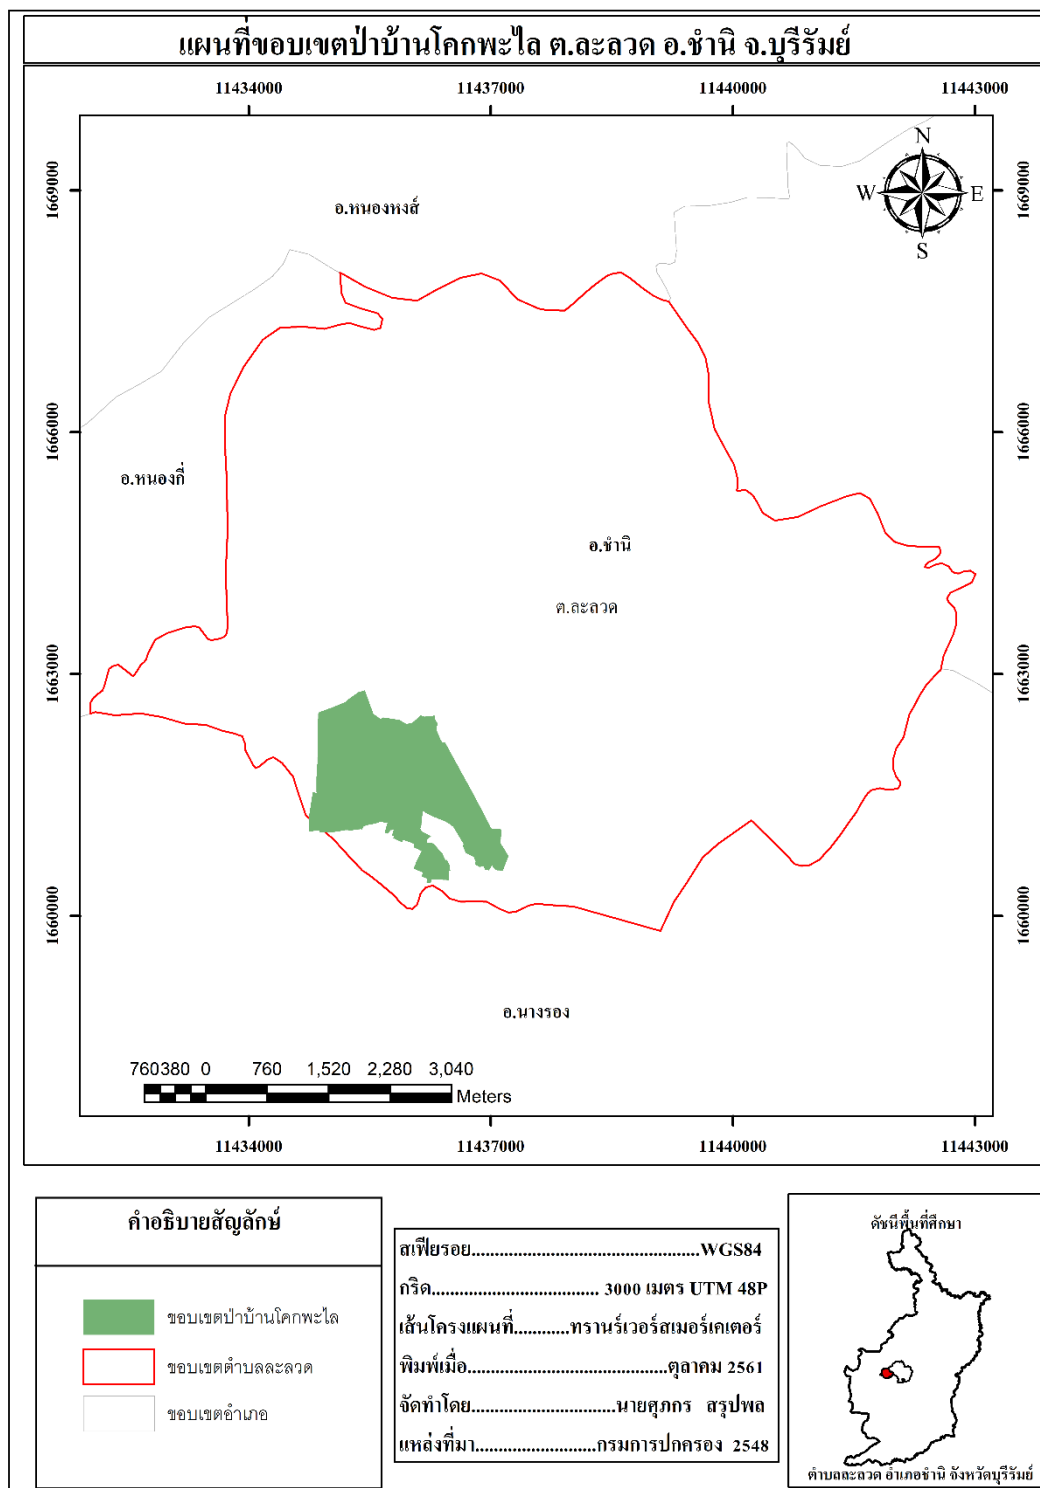 แผนที่ขอบเขตป่าบ้านโคกพะไล ต.ละลวด อ.ชำนิ จ.บุรีรัมย์
11434000 11437000 11440000 11443000
N
W E
S
1669000 1669000
อ.หนองหงส์
1666000 1666000
อ.หนองกี่
อ.ชำนิ
ต.ละลวด
1663000 1663000
1660000 1660000
อ.นางรอง
760 380 0 760 1,520 2,280 3,040
Meters
11434000 11437000 11440000 11443000
คำอธิบายสัญลักษ์
ขอบเขตป่าบ้านโคกพะไล
ขอบเขตตำบลละลวด
ขอบเขตอำเภอ
สเฟียรอย..............................................WGS84
กริด.................................. 3000 เมตร UTM 48P
เส้นโครงแผนที่...........ทรานร์เวอร์สเมอร์เคเตอร์
พิมพ์เมื่อ.........................................ตุลาคม 2561
จัดทำโดย.............................นายศุภกร สรุปพล
แหล่งที่มา........................กรมการปกครอง 2548
ดัชนีพื้นที่ศึกษา
ตำบลละลวด อำเภอชำนิ จังหวัดบุรีรัมย์